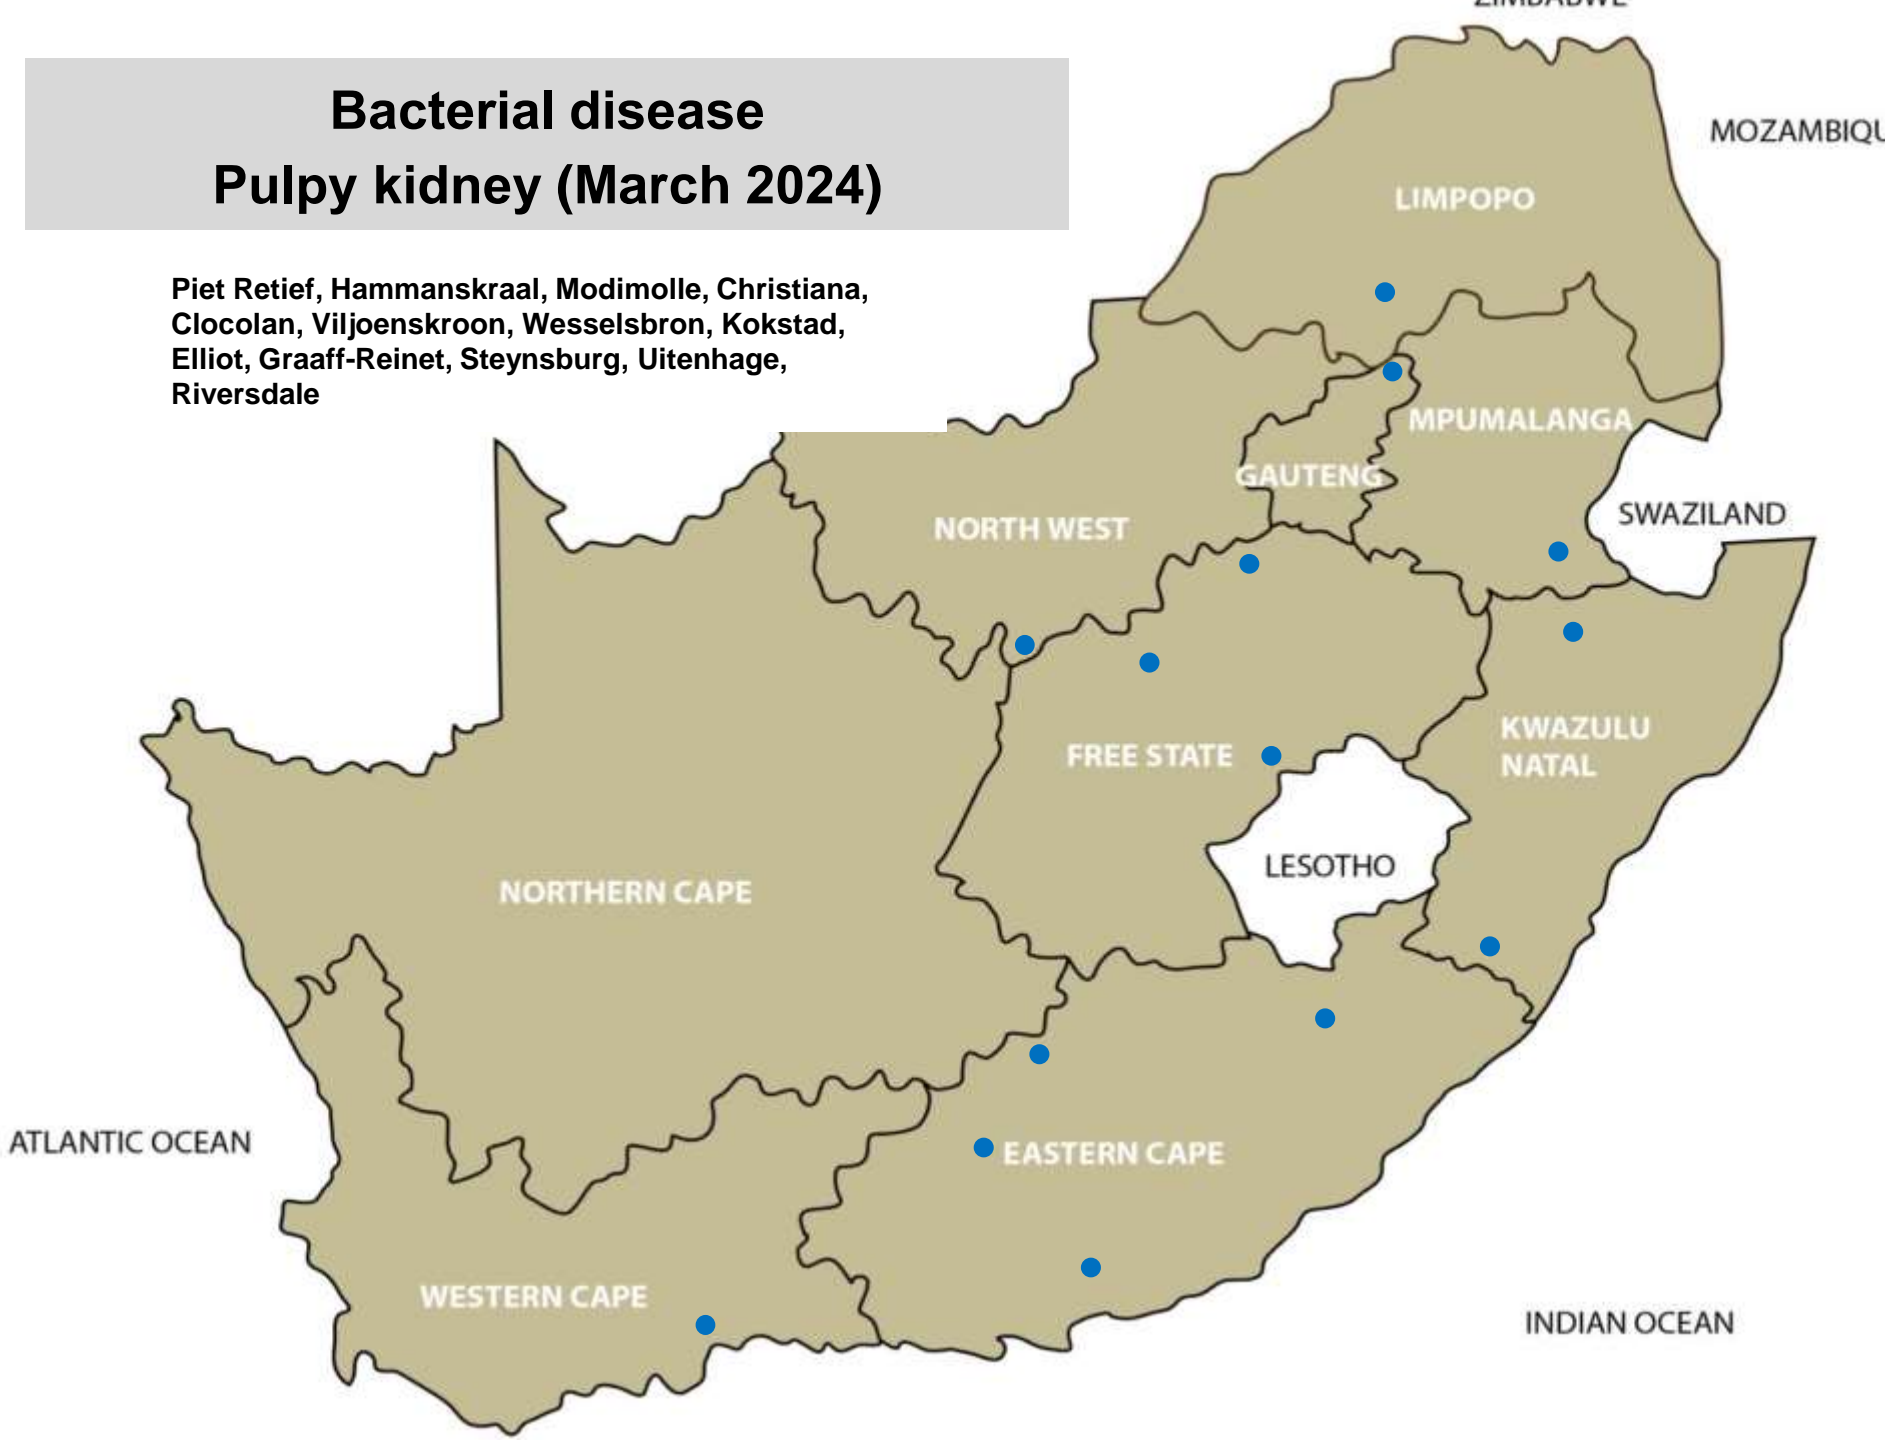 ZIMBABWE
Bacterial disease
Pulpy kidney (March 2024)
MOZAMBIQU
LIMPOPO
Piet Retief, Hammanskraal, Modimolle, Christiana,
Clocolan, Viljoenskroon, Wesselsbron, Kokstad,
Elliot, Graaff-Reinet, Steynsburg, Uitenhage,
Riversdale
MPUMALANGA
GAUTENG
NORTH WEST
SWAZILAND
KWAZULU
NATAL
FREE STATE
LESOTHO
NORTHERN CAPE
ATLANTIC OCEAN
EASTERN CAPE
WESTERN CAPE
INDIAN OCEAN